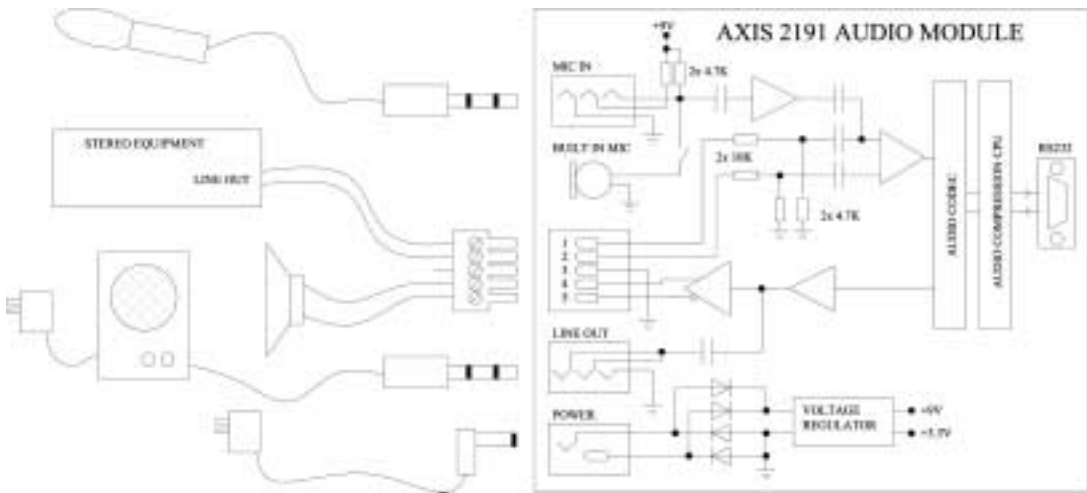 STEREO EQUIPMENT
LINE OUT
AXIS 2191 AUDIO MODULE
+9V
MIC IN
2x 4.7K
BUILT IN MIC
2x 10K
2x 4.7K
1
2
3
4
5
LINE OUT
POWER
VOLTAGE
REGULATOR
+9V
+3.3V
AUDIO CODEC
AUDIO COMPRESSION CPU
RS232